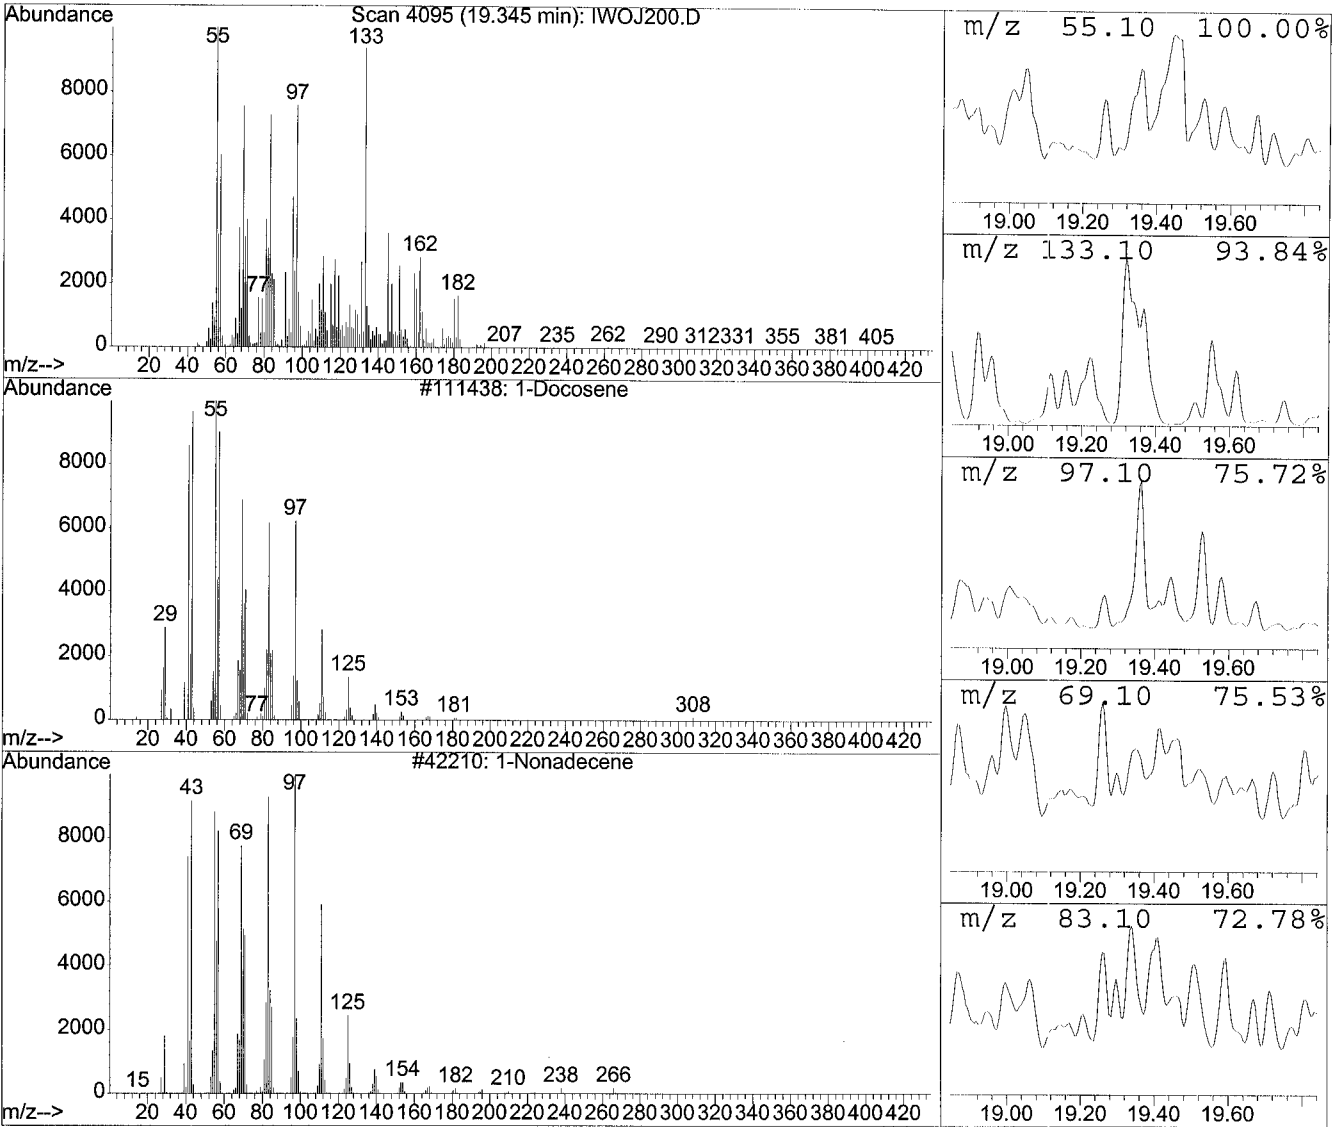 Abundance
Scan 4095 (19.345 min): IWOJ200.D
55
133
97
8000
6000
4000
162
2000
77
182
207 235 262 290 312 331 355 381 405
0
20 40 60 80 100 120 140 160 180 200 220 240 260 280 300 320 340 360 380 400 420
m/z-->
Abundance
#111438: 1-Docosene
55
8000
97
6000
4000
29
2000
125
77
153 181
308
0
20 40 60 80 100 120 140 160 180 200 220 240 260 280 300 320 340 360 380 400 420
m/z-->
Abundance
#42210: 1-Nonadecene
43
97
69
8000
6000
4000
125
2000
15
154 182 210 238 266
0
20 40 60 80 100 120 140 160 180 200 220 240 260 280 300 320 340 360 380 400 420
m/z-->
m/z 55.10 100.00%
19.00 19.20 19.40 19.60
m/z 133.10 93.84%
19.00 19.20 19.40 19.60
m/z 97.10 75.72%
19.00 19.20 19.40 19.60
m/z 69.10 75.53%
19.00 19.20 19.40 19.60
m/z 83.10 72.78%
19.00 19.20 19.40 19.60